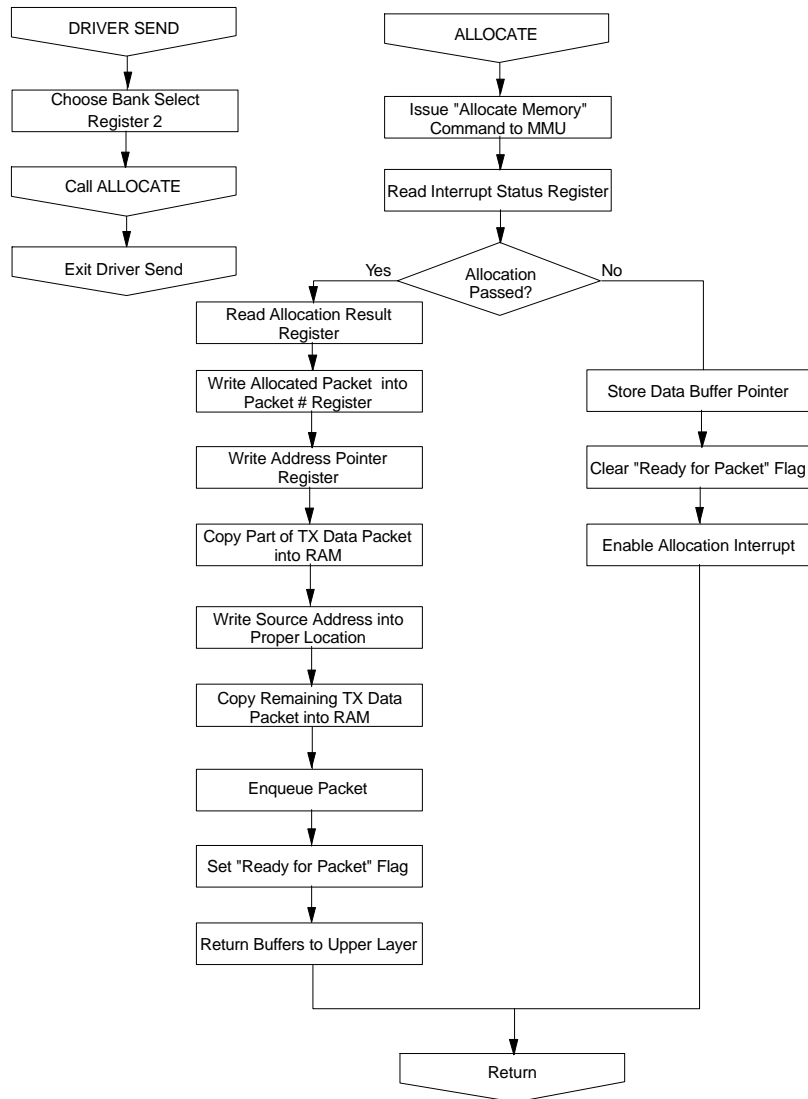 DRIVER SEND
Choose Bank Select
Register 2
Call ALLOCATE
Exit Driver Send
ALLOCATE
Issue "Allocate Memory"
Command to MMU
Read Interrupt Status Register
Allocation
Passed?
Yes
No
Read Allocation Result
Register
Write Allocated Packet into
Packet # Register
Write Address Pointer
Register
Copy Part of TX Data Packet
into RAM
Write Source Address into
Proper Location
Copy Remaining TX Data
Packet into RAM
Enqueue Packet
Set "Ready for Packet" Flag
Return Buffers to Upper Layer
Store Data Buffer Pointer
Clear "Ready for Packet" Flag
Enable Allocation Interrupt
Return